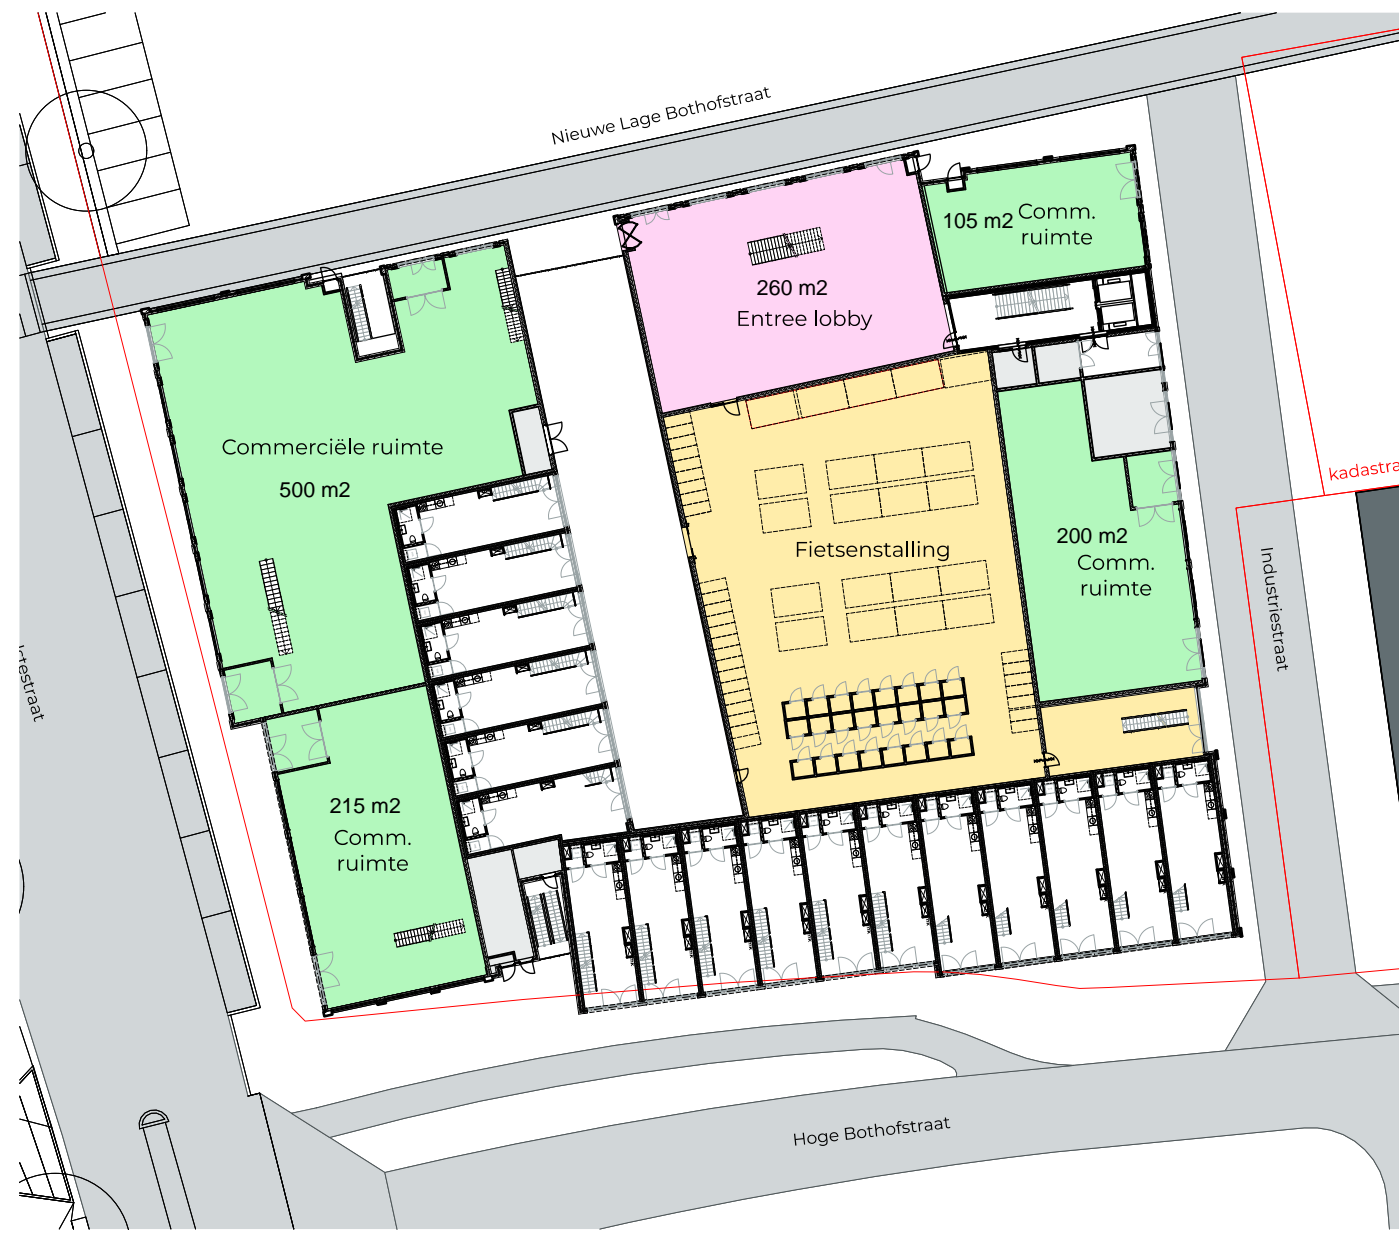 Nieuwe Lage Bothofstraat
105 m2
Comm.
ruimte
260 m2
Entree lobby
Commerciële ruimte
500 m2
kadastra
Fietsenstalling
200 m2
Comm.
ruimte
Industriestraat
stestraat
215 m2
Comm.
ruimte
Hoge Bothofstraat